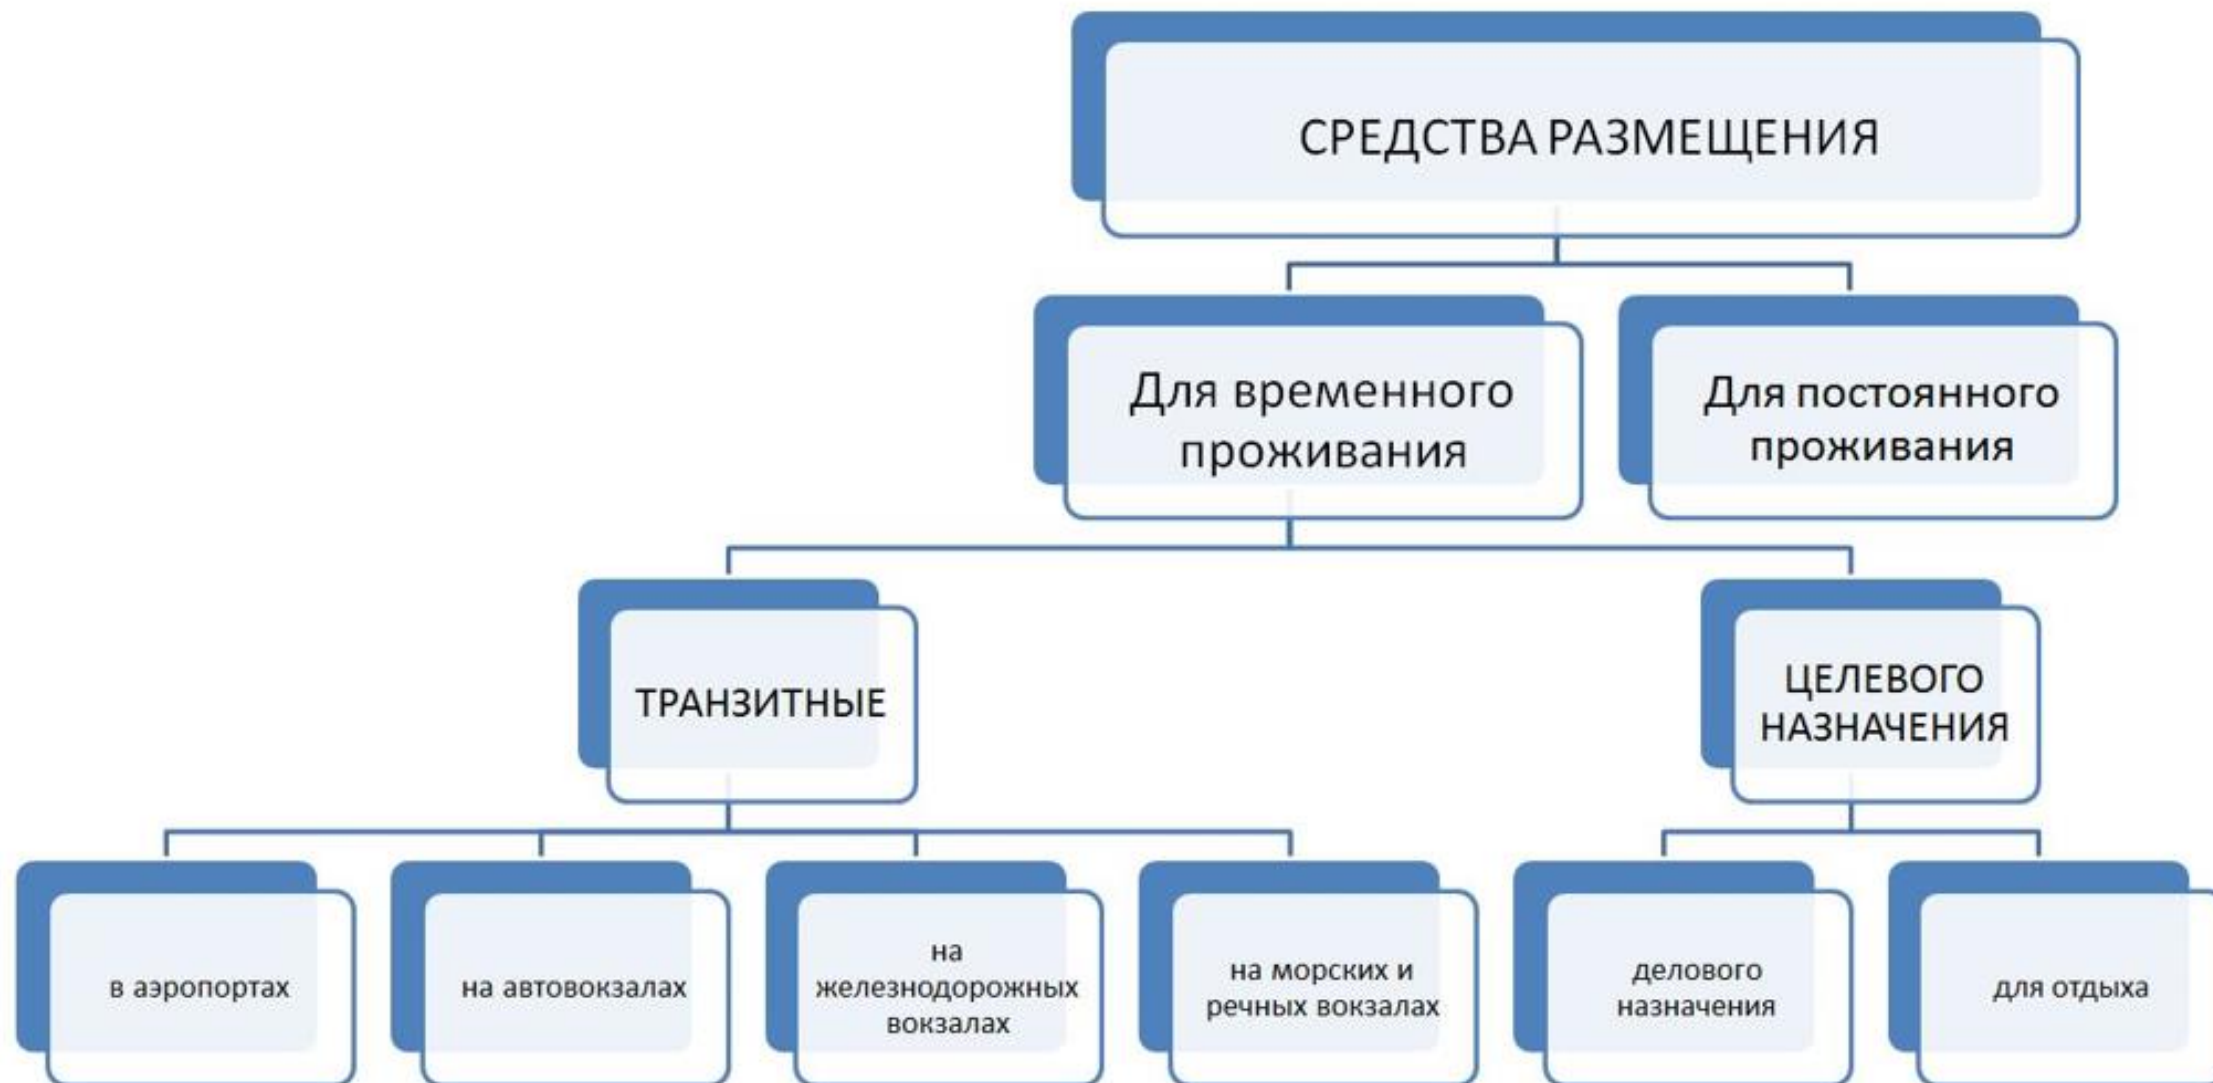 СРЕДСТВА РАЗМЕЩЕНИЯ
Для временного
проживания
Для постоянного
проживания
ТРАНЗИТНЫЕ
ЦЕЛЕВОГО
НАЗНАЧЕНИЯ
в аэропортах
на автовокзалах
на
железнодорожных
вокзалах
на морских и
речных вокзалах
делового
назначения
для отдыха